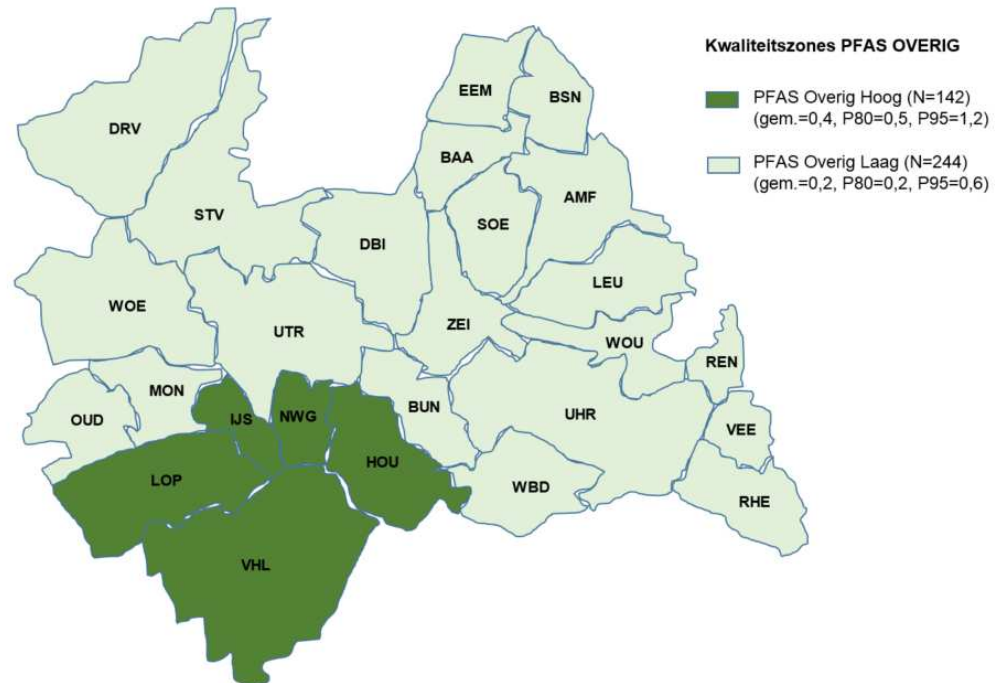 Kwaliteitszones PFAS OVERIG
PFAS Overig Hoog (N=142)
(gem.=0,4, P80=0,5, P95=1,2)
PFAS Overig Laag (N=244)
(gem.=0,2, P80=0,2, P95=0,6)
EEM
BSN
DRV
BAA
AMF
STV
SOE
DBI
LEU
WOE
ZEI
UTR
WOU
REN
MON
BUN
UHR
OUD
IJS
NWG
VEE
HOU
LOP
WBD
RHE
VHL